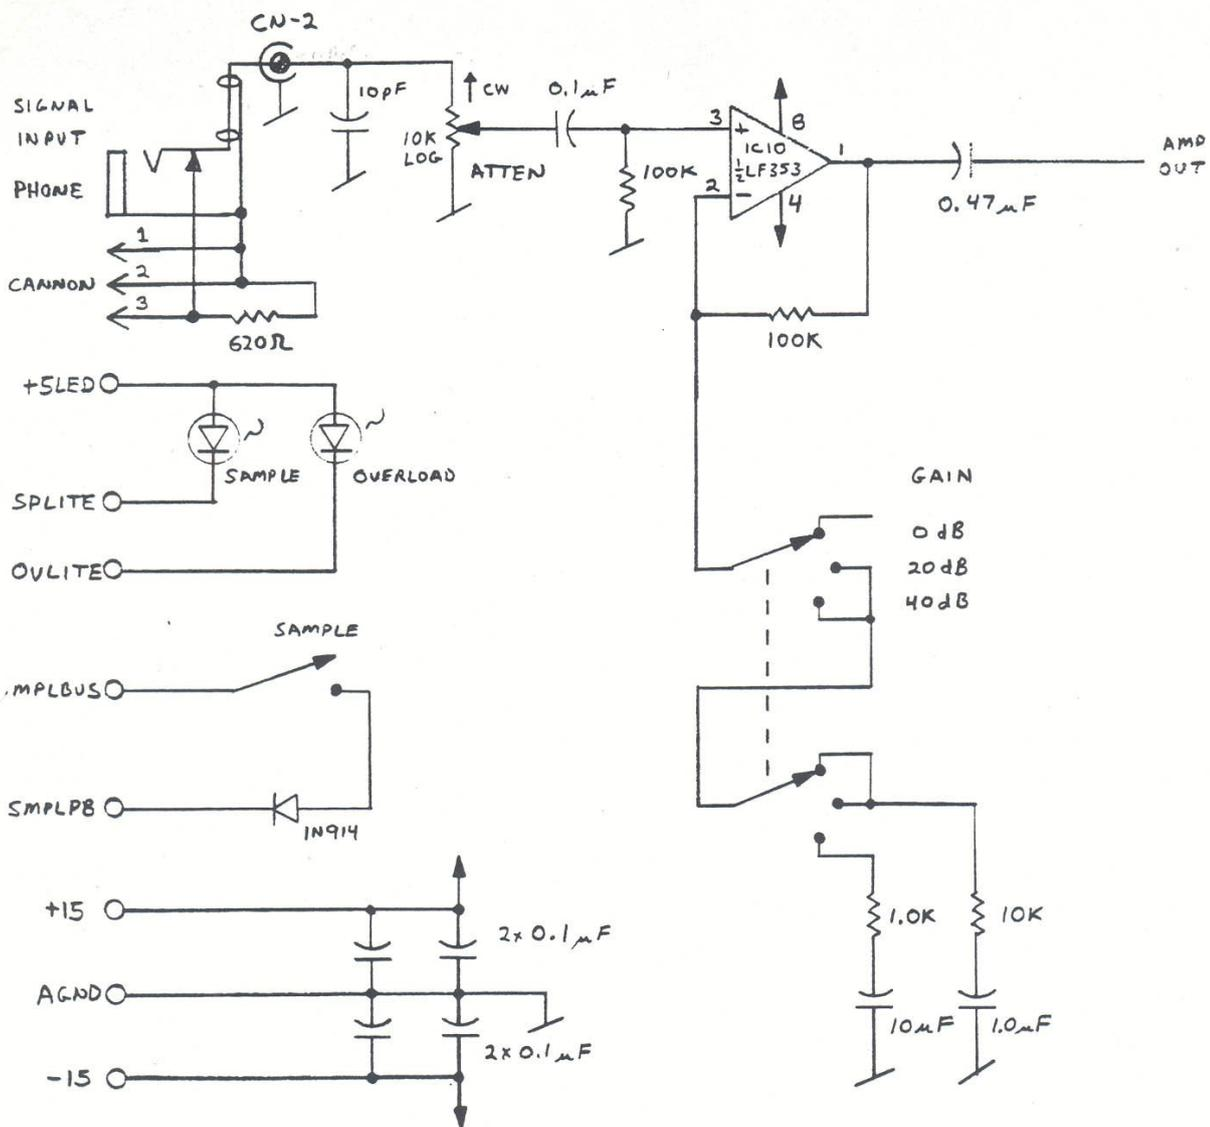 CN-2
SIGNAL
INPUT
PHONE
10pF
10K
LOG
CW
ATTEN
0.1µF
100K
3
+
8
IC10
½LF353
2
−
4
1
0.47µF
AMP
OUT
1
CANNON
2
3
620Ω
100K
+5LED
SAMPLE
OVERLOAD
SPLITE
OVLITE
GAIN
0 dB
20dB
40dB
SAMPLE
MPLBUS
SMPLPB
1N914
+15
2x 0.1µF
AGND
2x 0.1µF
-15
1.0K
10K
10µF
1.0µF